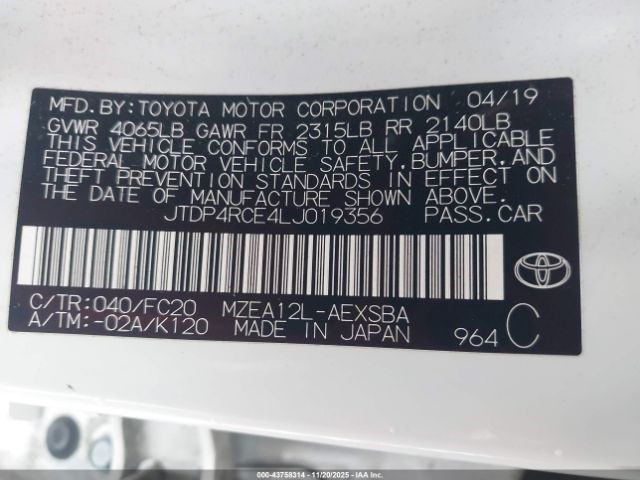 MFD.BY:TOYOTA MOTOR CORPORATION 04/19
GVWR 4065LB GAWR FR 2315LB RR 2140LB
THIS VEHICLE CONFORMS TO ALL APPLICABLE
FEDERAL MOTOR VEHICLE SAFETY,BUMPER,AND
THEFT PREVENTION STANDARDS IN EFFECT ON
THE DATE OF MANUFACTURE SHOWN ABOVE.
JTDP4RCE4LJ019356 PASS.CAR
C/TR:040/FC20 MZEA12L-AEXSBA
A/TM:-02A/K120 MADE IN JAPAN 964 C
000-43758314 - 11/20/2025 - IAAI.COM